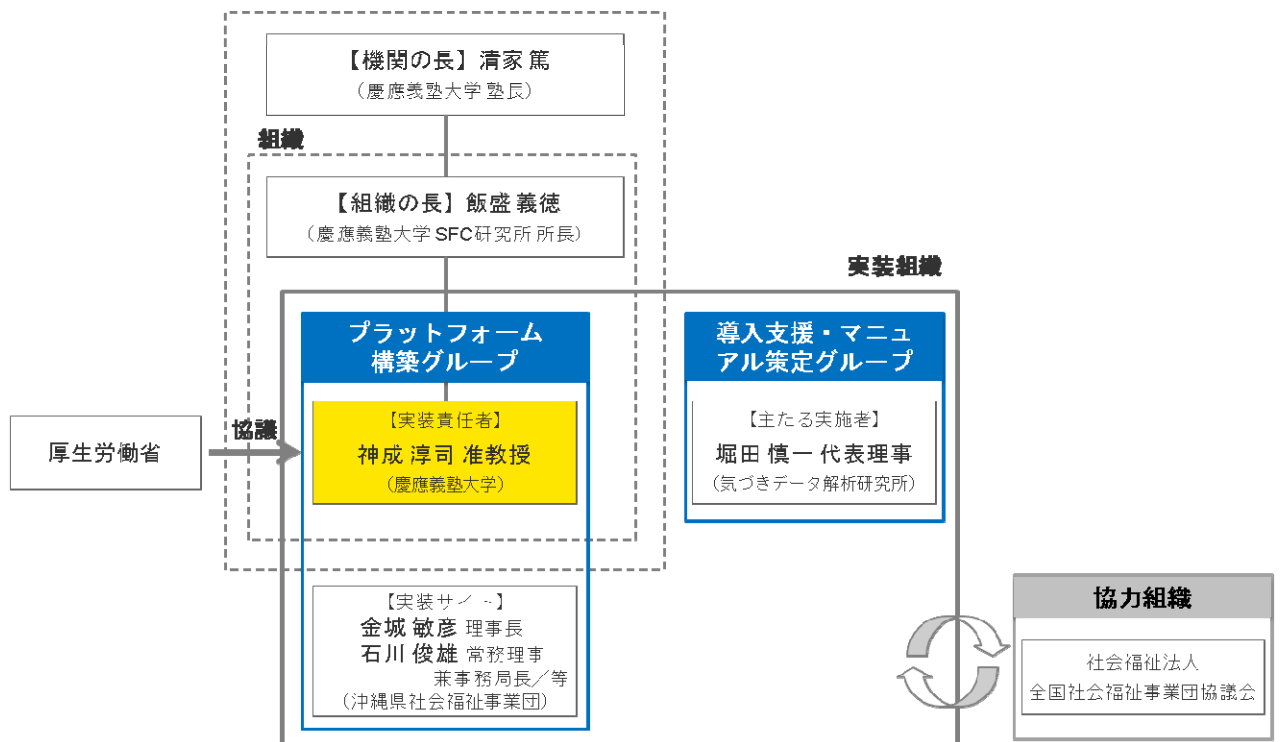 【機関の長】清家 篤
（慶應義塾大学 塾長）
組織
【組織の長】飯盛 義徳
（慶應義塾大学 SFC研究所 所長）
実装組織
プラットフォーム
構築グループ
【実装責任者】
神成 淳司 准教授
（慶應義塾大学）
導入支援・マニュ
アル策定グループ
【主たる実施者】
堀田 慎一 代表理事
（気づきデータ解析研究所）
厚生労働省
協議
【実装サイト】
金城 敏彦 理事長
石川 俊雄 常務理事
兼事務局長／等
（沖縄県社会福祉事業団）
協力組織
社会福祉法人
全国社会福祉事業団協議会